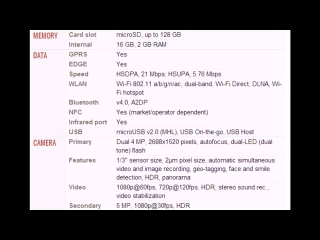 MEMORY Card slot microSD, up to 128 GB
Internal 16 GB, 2 GB RAM
DATA GPRS Yes
EDGE Yes
Speed HSDPA, 21 Mbps; HSUPA, 5.76 Mbps
WLAN Wi-Fi 802.11 a/b/g/n/ac, dual-band, Wi-Fi Direct, DLNA, Wi-
Fi hotspot
Bluetooth v4.0, A2DP
NFC Yes (market/operator dependent)
Infrared port Yes
USB microUSB v2.0 (MHL), USB On-the-go, USB Host
CAMERA Primary Dual 4 MP, 2688x1520 pixels, autofocus, dual-LED (dual
tone) flash
Features 1/3" sensor size, 2µm pixel size, automatic simultaneous
video and image recording, geo-tagging, face and smile
detection, HDR, panorama
Video 1080p@60fps, 720p@120fps, HDR, stereo sound rec.,
video stabilization
Secondary 5 MP, 1080p@30fps, HDR